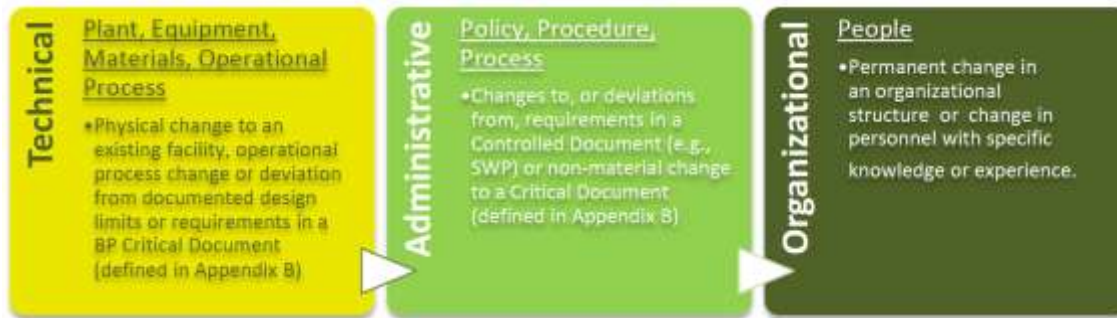 Technical
Plant, Equipment,
Materials, Operational
Process
•Physical change to an
existing facility, operational
process change or deviation
from documented design
limits or requirements in a
BP Critical Document
(defined in Appendix B)
Administrative
Policy, Procedure,
Process
•Changes to, or deviations
from, requirements in a
Controlled Document (e.g.,
SWP) or non-material change
to a Critical Document
(defined in Appendix B)
Organizational
People
•Permanent change in
an organizational
structure or change in
personnel with specific
knowledge or experience.